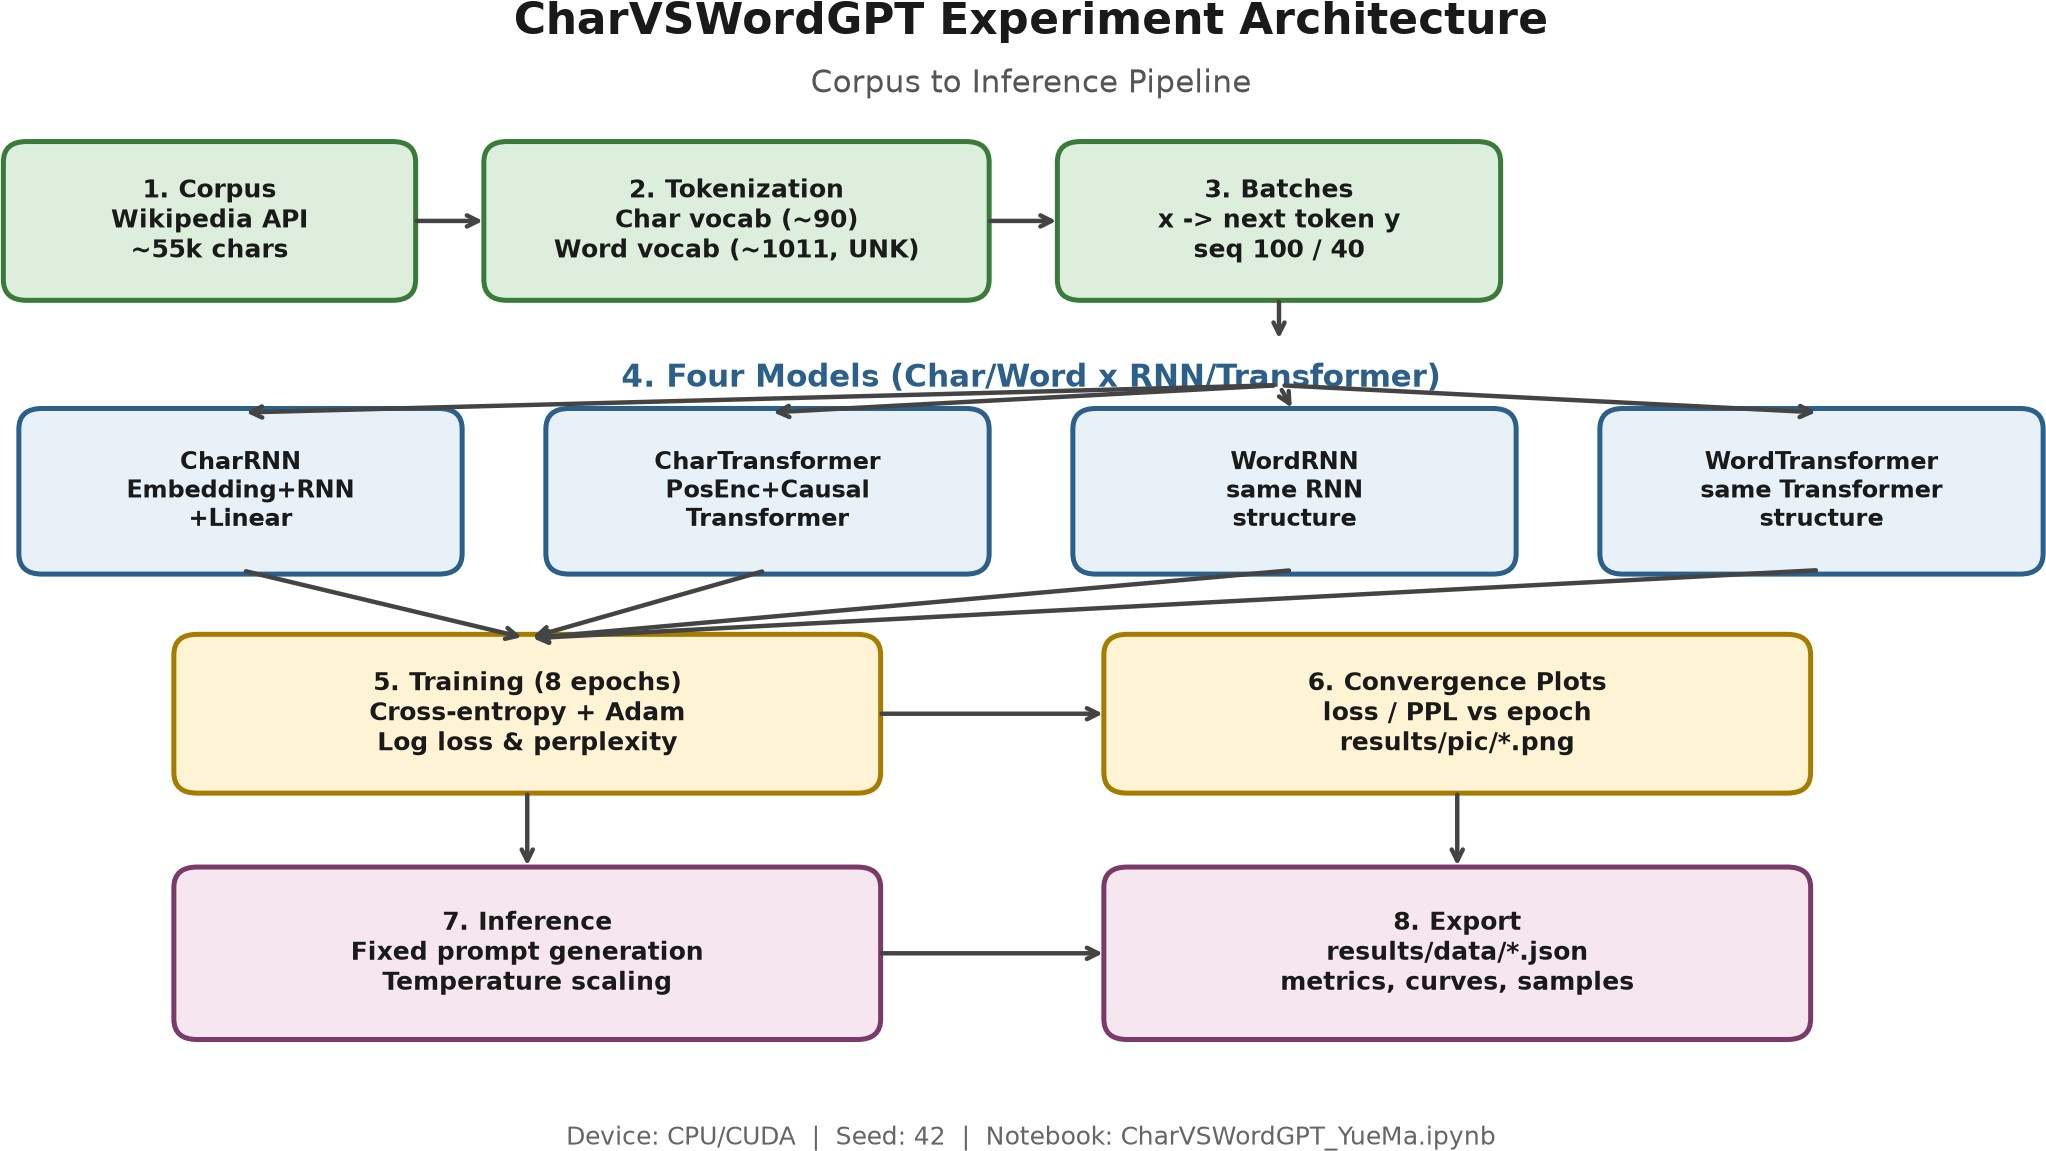 CharVSWordGPT Experiment Architecture
Corpus to Inference Pipeline
1. Corpus
Wikipedia API
~55k chars
2. Tokenization
Char vocab (~90)
Word vocab (~1011, UNK)
3. Batches
x -> next token y
seq 100 / 40
4. Four Models (Char/Word x RNN/Transformer)
CharRNN
Embedding+RNN
+Linear
CharTransformer
PosEnc+Causal
Transformer
WordRNN
same RNN
structure
WordTransformer
same Transformer
structure
5. Training (8 epochs)
Cross-entropy + Adam
Log loss & perplexity
6. Convergence Plots
loss / PPL vs epoch
results/pic/*.png
7. Inference
Fixed prompt generation
Temperature scaling
8. Export
results/data/*.json
metrics, curves, samples
Device: CPU/CUDA  |  Seed: 42  |  Notebook: CharVSWordGPT_YueMa.ipynb